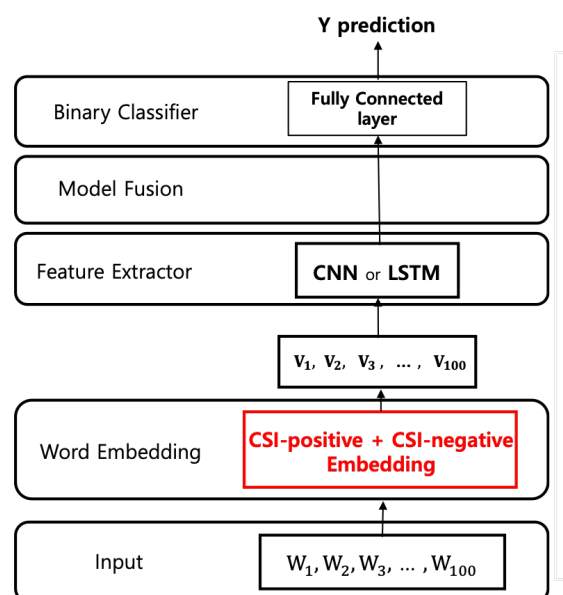 Y prediction
Binary Classifier
Fully Connected
layer
Model Fusion
Feature Extractor
CNN or LSTM
V₁, V₂, V₃, ..., V₁₀₀
Word Embedding
CSI-positive + CSI-negative
Embedding
Input
W₁, W₂, W₃, ... , W₁₀₀